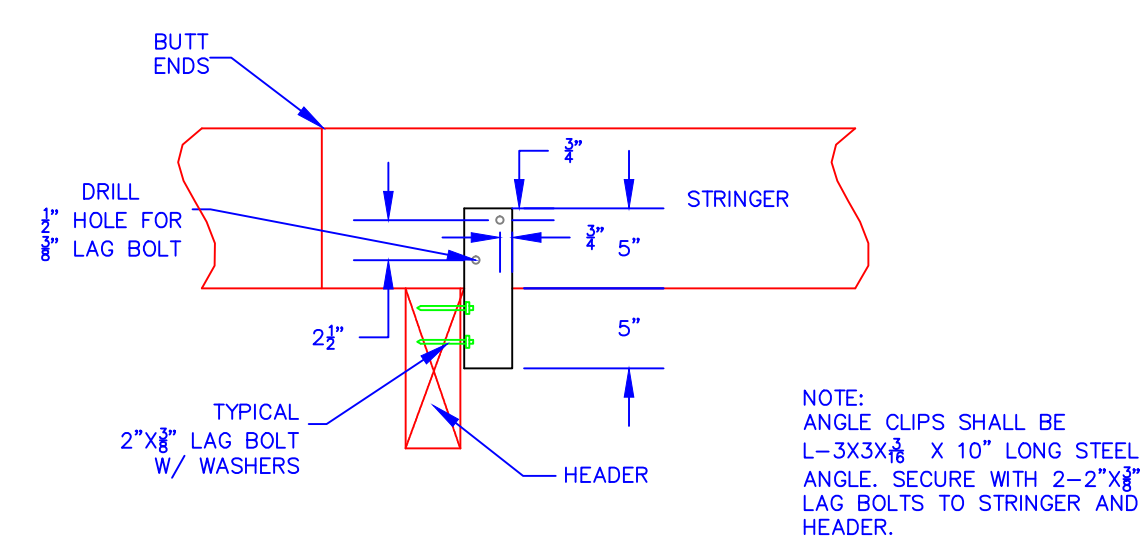 BUTT
ENDS
3/4"
DRILL
1/2" HOLE FOR
3/8" LAG BOLT
STRINGER
3/4"
5"
2 1/2"
5"
TYPICAL
2"X3/8" LAG BOLT
W/ WASHERS
HEADER
NOTE:
ANGLE CLIPS SHALL BE
L-3X3X3/16 X 10" LONG STEEL
ANGLE. SECURE WITH 2-2"X3/8"
LAG BOLTS TO STRINGER AND
HEADER.